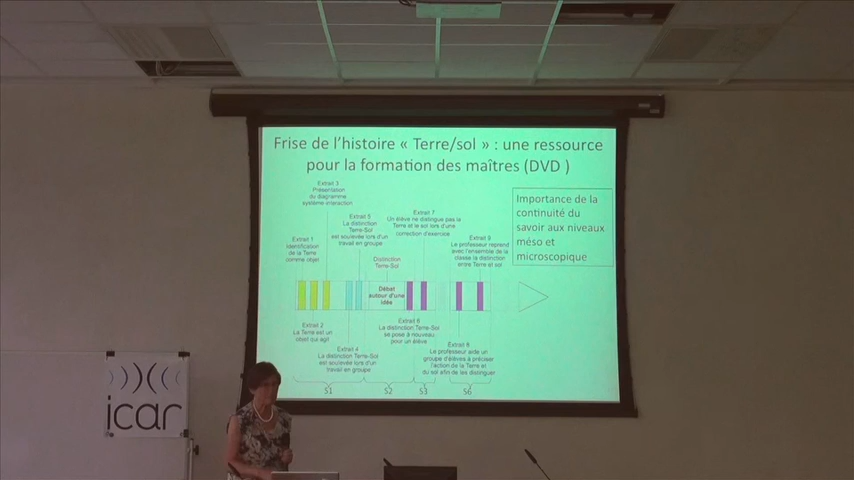 Frise de l'histoire « Terre/sol » : une ressource
pour la formation des maîtres (DVD )
Extrait 3
Présentation
du diagramme
système-interaction
Extrait 5
La distinction
Terre-Sol
est soulevée lors d'un
travail en groupe
Extrait 7
Un élève ne distingue pas la
Terre et le sol lors d'une
correction d'exercice
Extrait 1
Identification
de la Terre
comme objet
Distinction
Terre-Sol
Extrait 9
Le professeur reprend
avec l'ensemble de la
classe la distinction
entre Terre et sol
Importance de la
continuité du
savoir aux niveaux
méso et
microscopique
Débat
autour d'une
idée
Extrait 2
La Terre est un
objet qui agit
Extrait 4
La distinction Terre-Sol
est soulevée lors d'un
travail en groupe
Extrait 6
La distinction Terre-Sol
se pose à nouveau
pour un élève
Extrait 8
Le professeur aide un
groupe d'élèves à préciser
l'action de la Terre et
du sol afin de les distinguer
S1
S2
S3
S6
icar